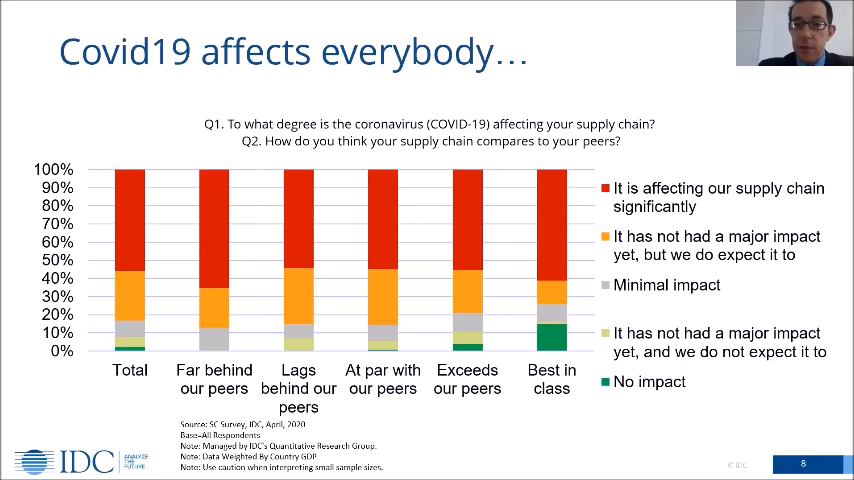 Covid19 affects everybody…
Q1. To what degree is the coronavirus (COVID-19) affecting your supply chain?
Q2. How do you think your supply chain compares to your peers?
100%
90%
80%
70%
60%
50%
40%
30%
20%
10%
0%
Total
Far behind
our peers
Lags
behind our
peers
At par with
our peers
Exceeds
our peers
Best in
class
It is affecting our supply chain
significantly
It has not had a major impact
yet, but we do expect it to
Minimal impact
It has not had a major impact
yet, and we do not expect it to
No impact
Source: SC Survey, IDC, April, 2020
Base=All Respondents
Note: Managed by IDC's Quantitative Research Group.
Note: Data Weighted By Country GDP
Note: Use caution when interpreting small sample sizes.
IDC
ANALYZE
THE
FUTURE
© IDC
8